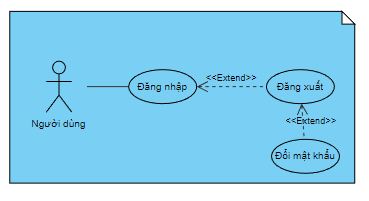 <<Extend>>
Đăng nhập
Đăng xuất
<<Extend>>
Người dùng
Đổi mật khẩu